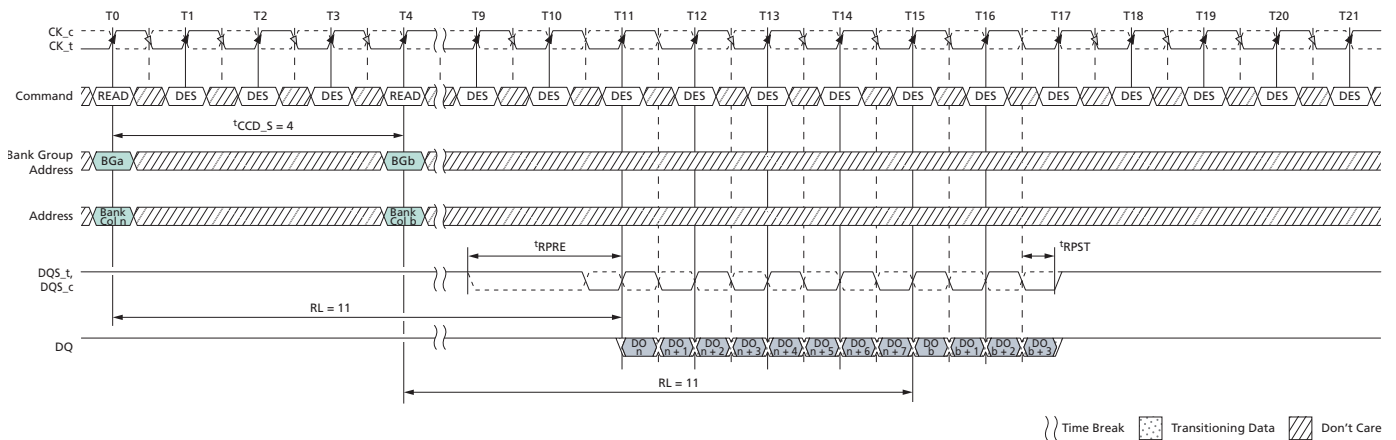 T0 T1 T2 T3 T4 T9 T10 T11 T12 T13 T14 T15 T16 T17 T18 T19 T20 T21
CK_c
CK_t
Command READ DES DES DES READ DES DES DES DES DES DES DES DES DES DES DES DES DES
tCCD_S = 4
Bank Group
Address
BGa BGb
Address
Bank
Col n
Bank
Col b
tRPRE tRPST
DQS_t,
DQS_c
RL = 11
DQ
DO
n
DO
n + 1
DO
n + 2
DO
n + 3
DO
n + 4
DO
n + 5
DO
n + 6
DO
n + 7
DO
b
DO
b + 1
DO
b + 2
DO
b + 3
RL = 11
Time Break Transitioning Data Don't Care